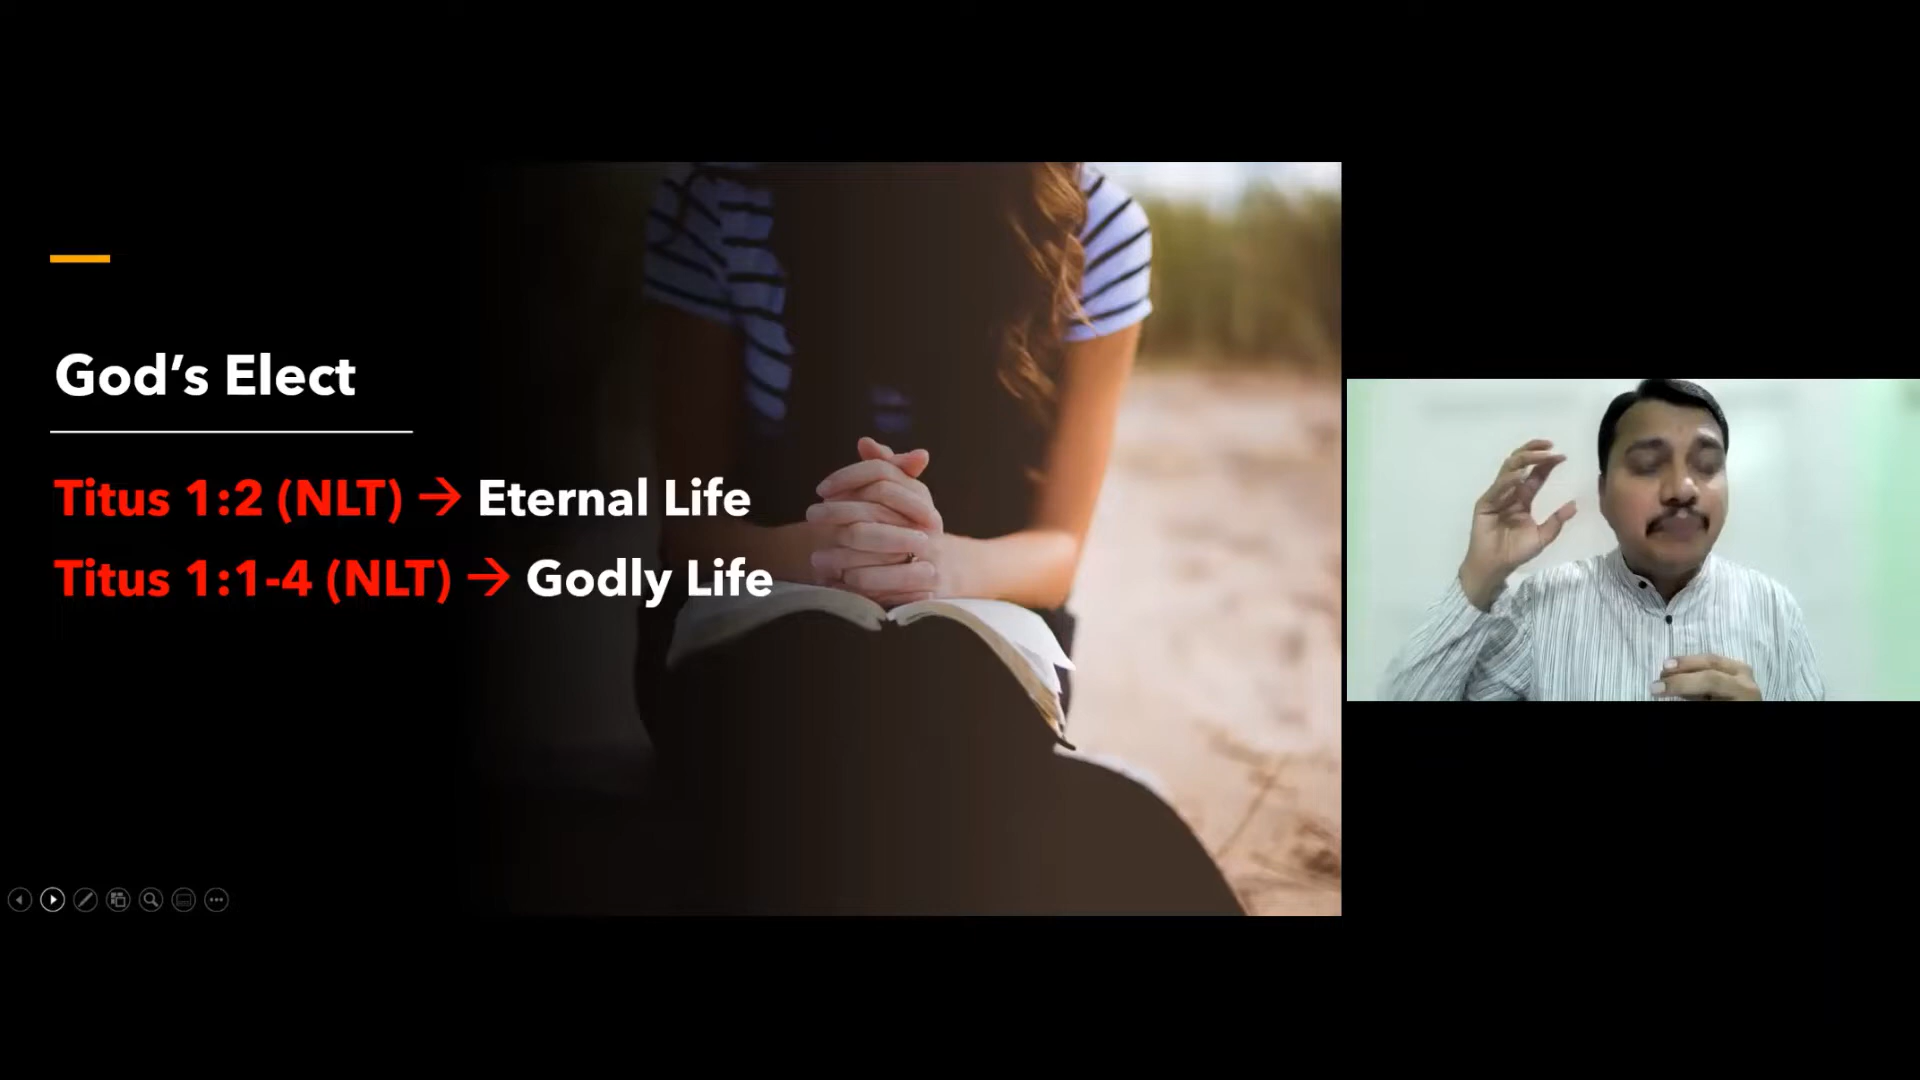 God’s Elect
Titus 1:2 (NLT) → Eternal Life
Titus 1:1-4 (NLT) → Godly Life